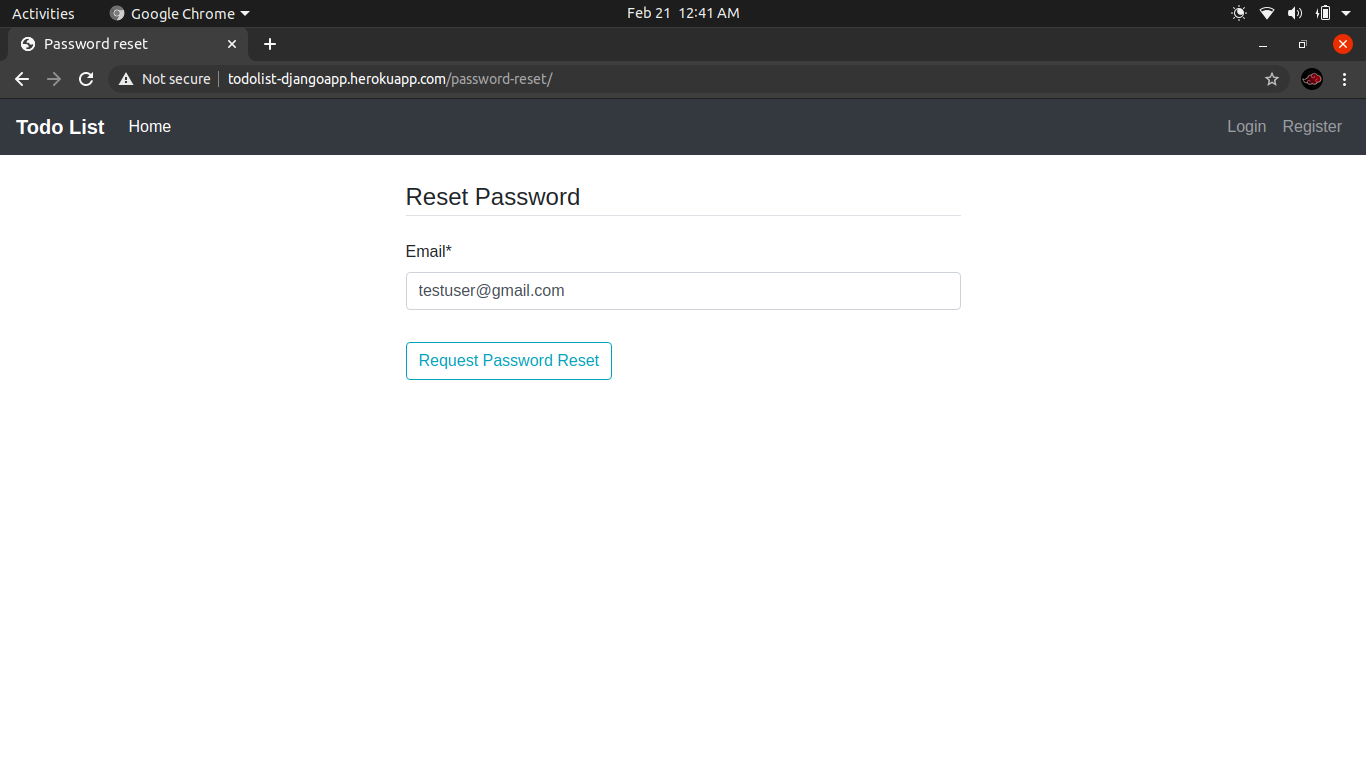 Activities Google Chrome Feb 21 12:41 AM
Password reset
Not secure todolist-djangoapp.herokuapp.com/password-reset/
Todo List Home Login Register
Reset Password
Email*
testuser@gmail.com
Request Password Reset